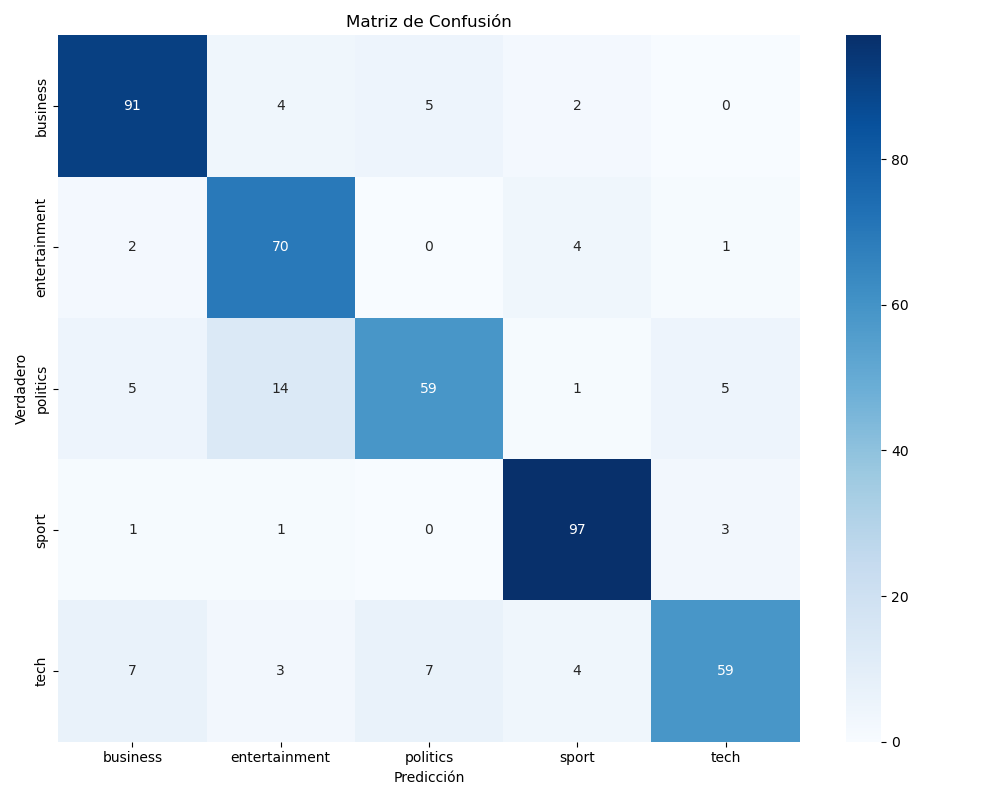 Matriz de Confusión
Verdadero
business 91 4 5 2 0
entertainment 2 70 0 4 1
politics 5 14 59 1 5
sport 1 1 0 97 3
tech 7 3 7 4 59
business entertainment politics sport tech
Predicción
80
60
40
20
0